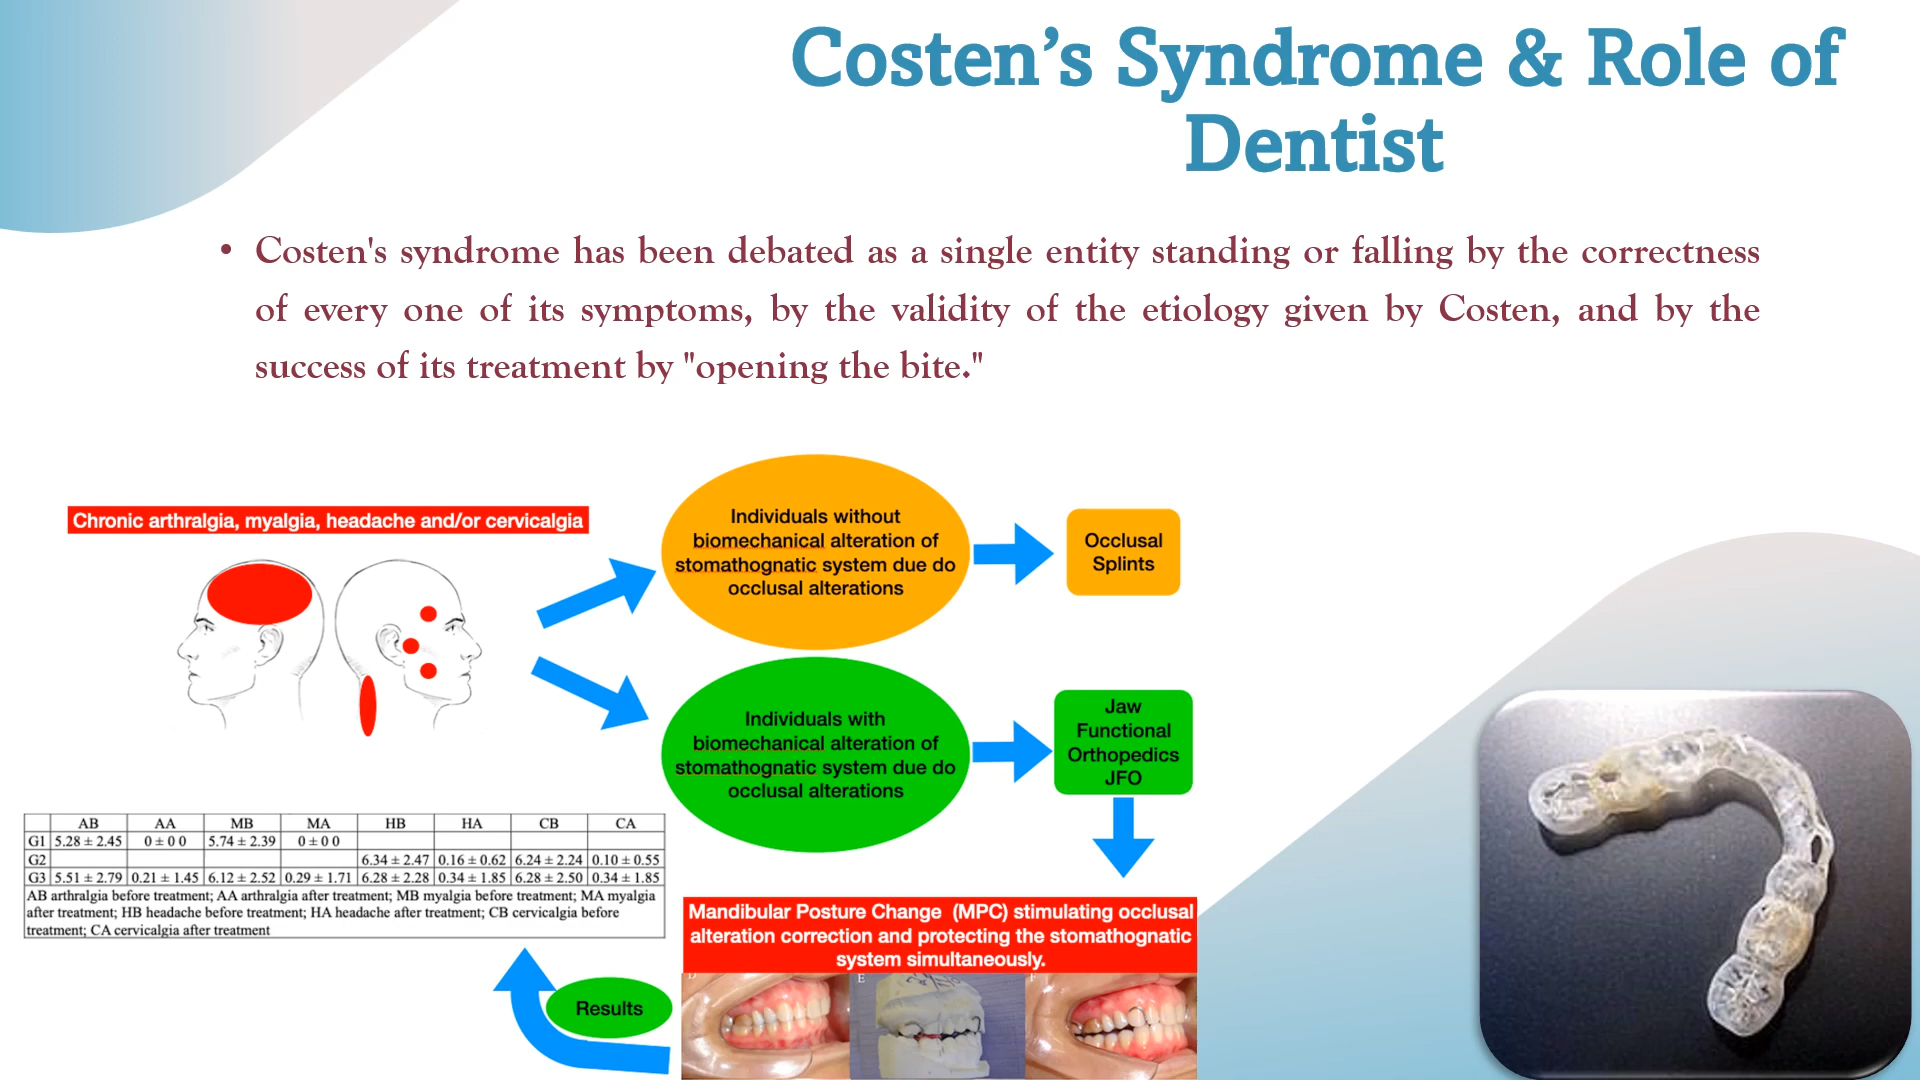 Costen’s Syndrome & Role of
Dentist
• Costen's syndrome has been debated as a single entity standing or falling by the correctness
of every one of its symptoms, by the validity of the etiology given by Costen, and by the
success of its treatment by "opening the bite."
Chronic arthralgia, myalgia, headache and/or cervicalgia
Individuals without
biomechanical alteration of
stomathognatic system due do
occlusal alterations
Occlusal
Splints
Individuals with
biomechanical alteration of
stomathognatic system due do
occlusal alterations
Jaw
Functional
Orthopedics
JFO
AB AA MB MA HB HA CB CA
G1 5.28 ± 2.45 0 ± 0 0 5.74 ± 2.39 0 ± 0 0
G2 6.34 ± 2.47 0.16 ± 0.62 6.24 ± 2.24 0.10 ± 0.55
G3 5.51 ± 2.79 0.21 ± 1.45 6.12 ± 2.52 0.29 ± 1.71 6.28 ± 2.28 0.34 ± 1.85 6.28 ± 2.50 0.34 ± 1.85
AB arthralgia before treatment; AA arthralgia after treatment; MB myalgia before treatment; MA myalgia
after treatment; HB headache before treatment; HA headache after treatment; CB cervicalgia before
treatment; CA cervicalgia after treatment
Mandibular Posture Change (MPC) stimulating occlusal
alteration correction and protecting the stomathognatic
system simultaneously.
D E F
Results